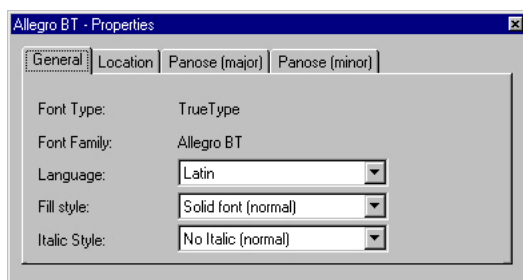 Allegro BT - Properties
General Location Panose (major) Panose (minor)
Font Type: TrueType
Font Family: Allegro BT
Language: Latin
Fill style: Solid font (normal)
Italic Style: No Italic (normal)